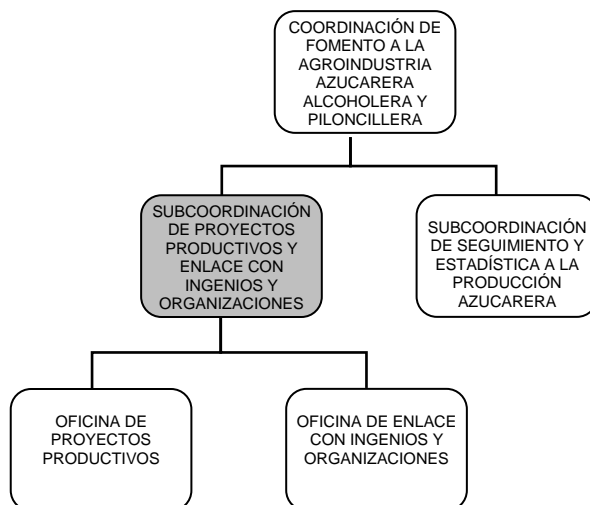 COORDINACIÓN DE
FOMENTO A LA
AGROINDUSTRIA
AZUCARERA
ALCOHOLERA Y
PILONCILLERA
SUBCOORDINACIÓN
DE PROYECTOS
PRODUCTIVOS Y
ENLACE CON
INGENIOS Y
ORGANIZACIONES
SUBCOORDINACIÓN
DE SEGUIMIENTO Y
ESTADÍSTICA A LA
PRODUCCIÓN
AZUCARERA
OFICINA DE
PROYECTOS
PRODUCTIVOS
OFICINA DE ENLACE
CON INGENIOS Y
ORGANIZACIONES